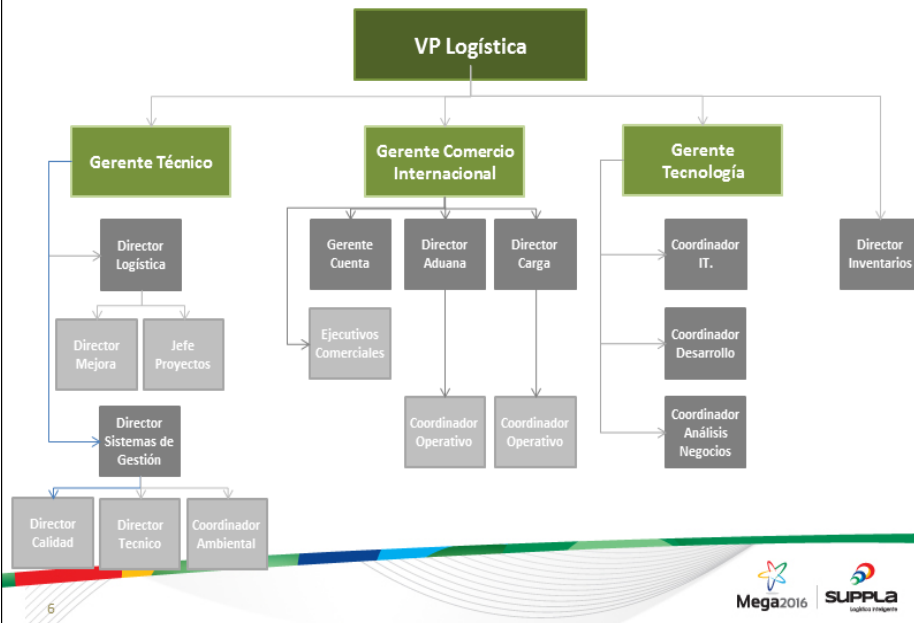 VP Logística
Gerente Técnico
Gerente Comercio
Internacional
Gerente
Tecnología
Director
Logística
Gerente
Cuenta
Director
Aduana
Director
Carga
Coordinador
IT.
Director
Inventarios
Director
Mejora
Jefe
Proyectos
Ejecutivos
Comerciales
Coordinador
Desarrollo
Director
Sistemas de
Gestión
Coordinador
Operativo
Coordinador
Operativo
Coordinador
Análisis
Negocios
Director
Calidad
Director
Tecnico
Coordinador
Ambiental
6
Mega2016
SUPPLA
Logística Inteligente